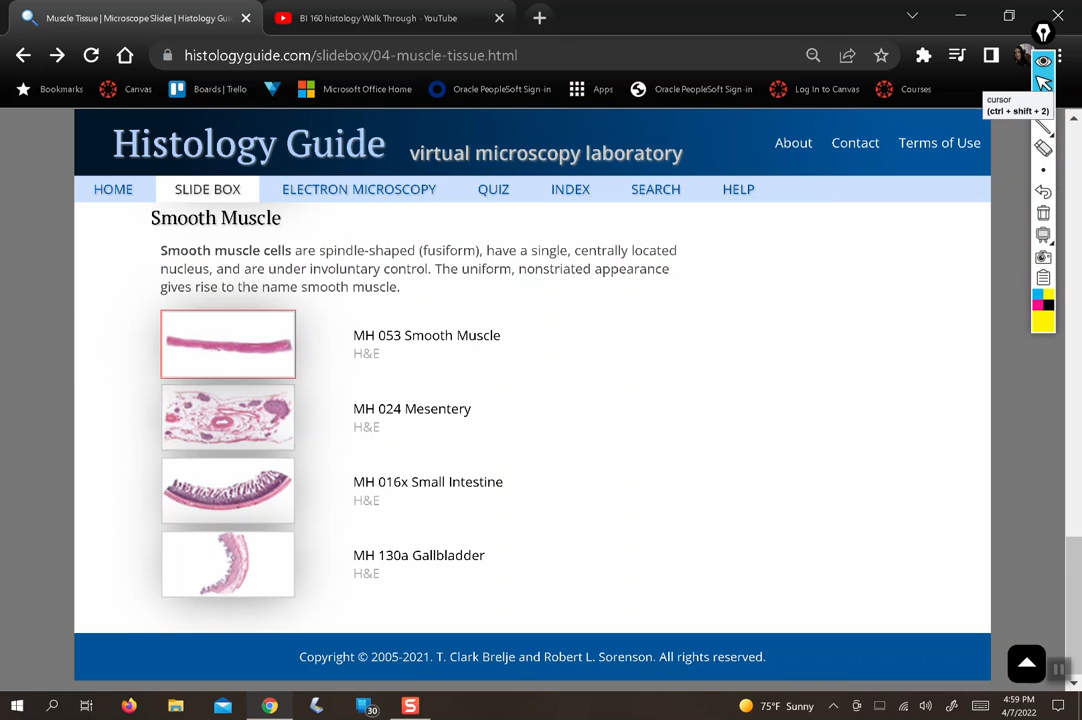 Muscle Tissue | Microscope Slides | Histology Gui
BI 160 histology Walk Through - YouTube
histologyguide.com/slidebox/04-muscle-tissue.html
Bookmarks
Canvas
Boards | Trello
Microsoft Office Home
Oracle PeopleSoft Sign-in
Apps
Oracle PeopleSoft Sign-in
Log In to Canvas
Courses
cursor
(ctrl + shift + 2)
Histology Guide
virtual microscopy laboratory
About
Contact
Terms of Use
HOME
SLIDE BOX
ELECTRON MICROSCOPY
QUIZ
INDEX
SEARCH
HELP
Smooth Muscle
Smooth muscle cells are spindle-shaped (fusiform), have a single, centrally located
nucleus, and are under involuntary control. The uniform, nonstriated appearance
gives rise to the name smooth muscle.
MH 053 Smooth Muscle
H&E
MH 024 Mesentery
H&E
MH 016x Small Intestine
H&E
MH 130a Gallbladder
H&E
Copyright © 2005-2021. T. Clark Brelje and Robert L. Sorenson. All rights reserved.
30
S
75°F Sunny
4:59 PM
4/7/2022